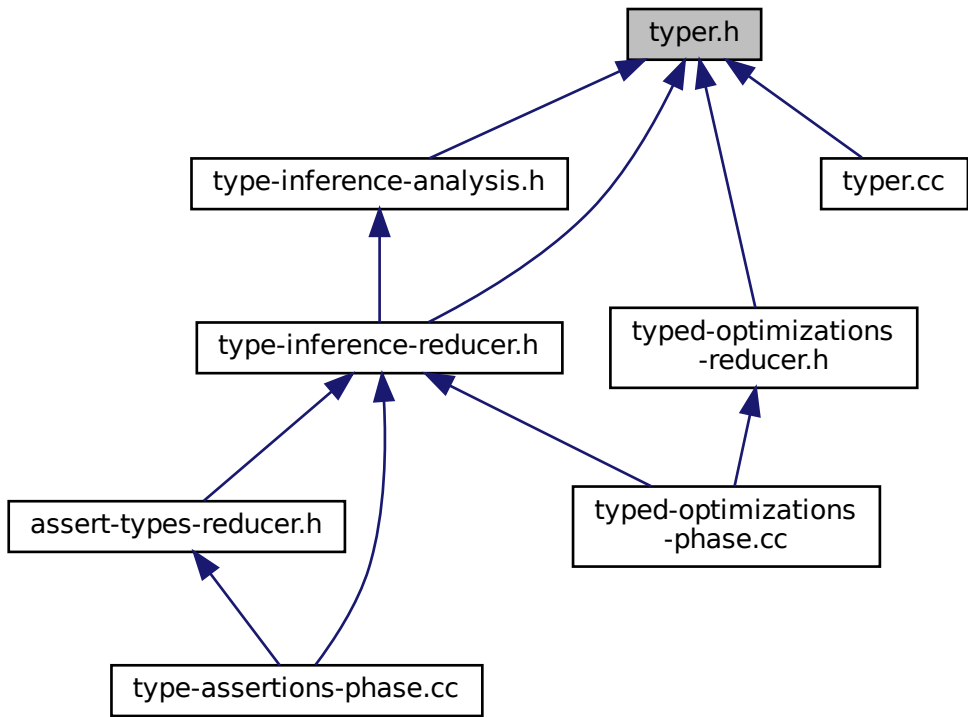 typer.h
type-inference-analysis.h
typer.cc
type-inference-reducer.h
typed-optimizations
-reducer.h
assert-types-reducer.h
typed-optimizations
-phase.cc
type-assertions-phase.cc